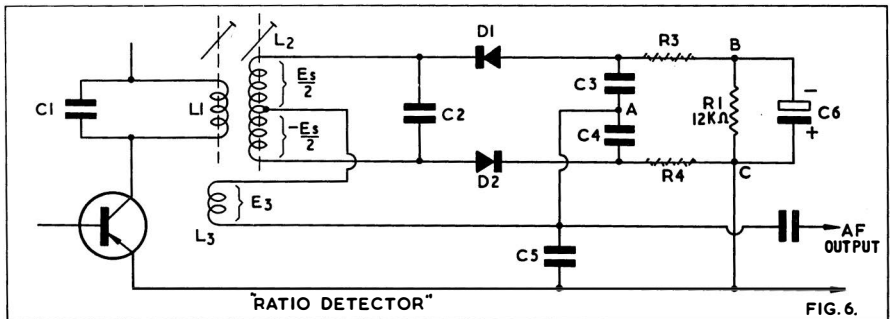 L2
D1
R3
B
Es
2
C3
-
C1
L1
C2
A
R1
12KΩ
C6
-Es
2
C4
+
D2
R4
C
E3
L3
C5
AF
OUTPUT
"RATIO DETECTOR"
FIG. 6.